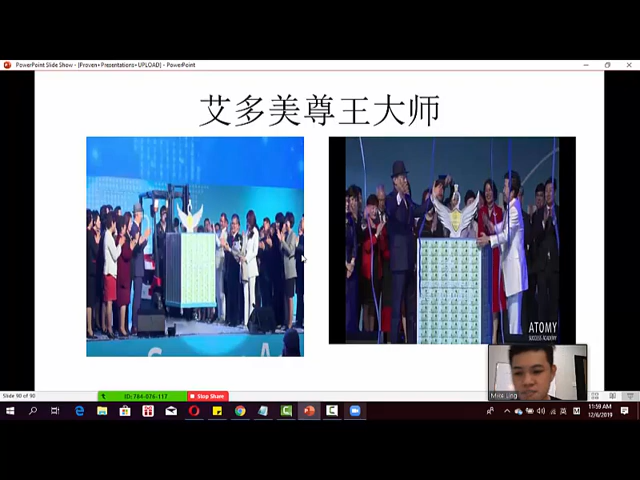 PowerPoint Slide Show - [Proven+Presentations+UPLOAD] - PowerPoint
艾多美尊王大师
ATOMY
SUCCESS ACADEMY
Mike Ling
Slide 90 of 90
ID: 784-076-117
Stop Share
英
M
11:59 AM
12/6/2019